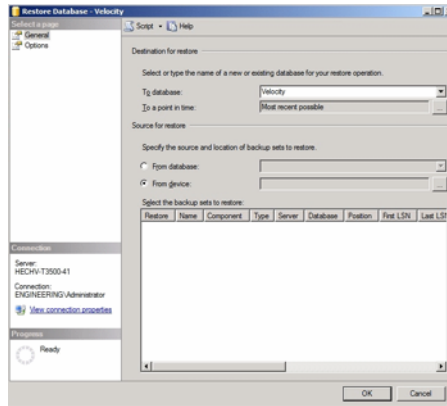 Restore Database - Velocity
Select a page
General
Options
Script
Help
Destination for restore
Select or type the name of a new or existing database for your restore operation.
To database:
Velocity
To a point in time:
Most recent possible
...
Source for restore
Specify the source and location of backup sets to restore.
From database:
From device:
...
Select the backup sets to restore:
Restore Name Component Type Server Database Position First LSN Last LSN
Connection
Server:
HECHV-T3500-41
Connection:
ENGINEERING\Administrator
View connection properties
Progress
Ready
OK
Cancel